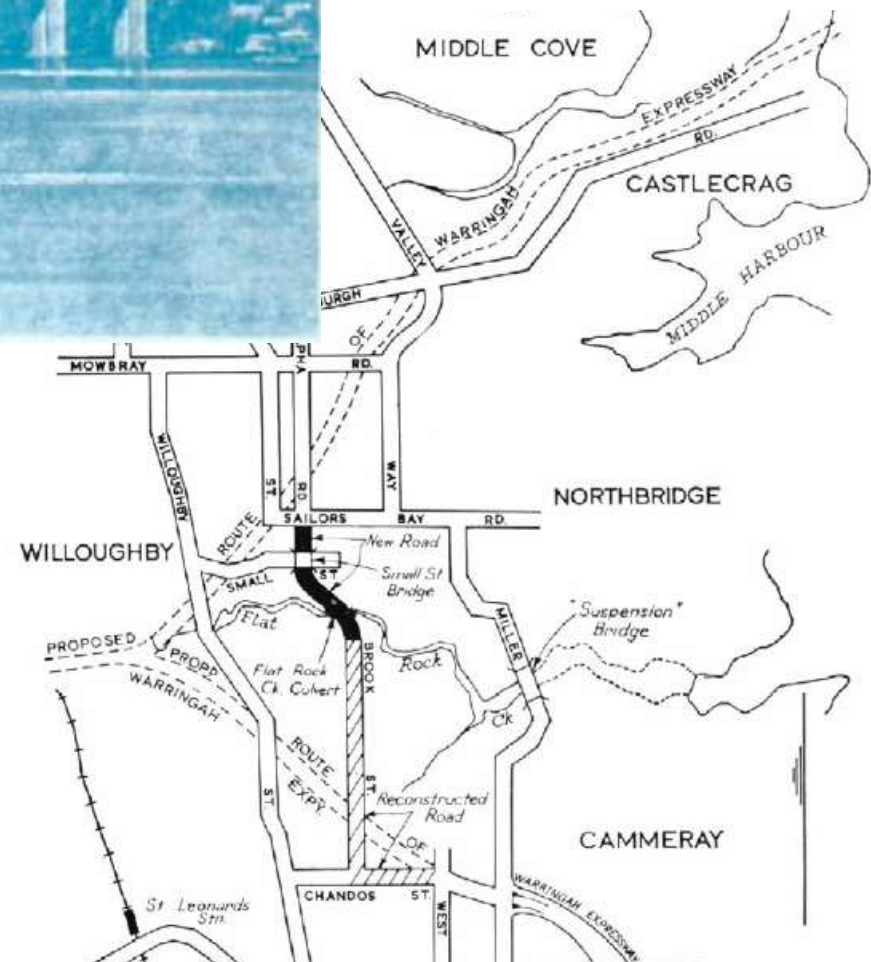 MIDDLE COVE
WARRINGAH EXPRESSWAY
RD.
CASTLECRAG
VALLEY
MIDDLE HARBOUR
URGH
OF
PHA
MOWBRAY RD.
WILLOUGHBY
ST.
RD.
WAY
SAILORS BAY RD.
NORTHBRIDGE
WILLOUGHBY
ROUTE
New Road
SMALL ST
Small St
Bridge
MILLER
"Suspension"
Bridge
Flat Rock Ck
PROPOSED
PROPD
WARRINGAH
Flat Rock
Ck. Culvert
BROOK
ST.
ROUTE
EXPY.
OF
ST.
Reconstructed
Road
CAMMERAY
CHANDOS ST.
WEST
WARRINGAH EXPRESSWAY
St Leonards
Stn.